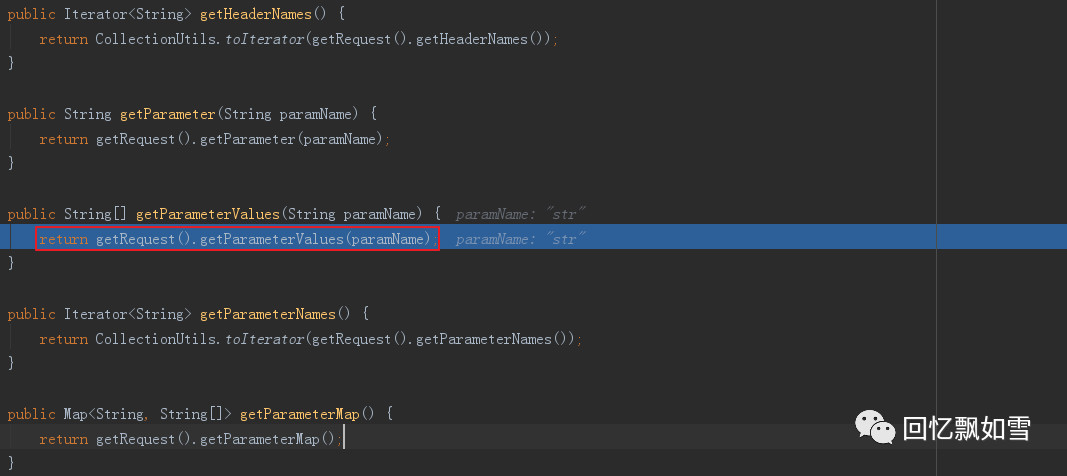 public Iterator<String> getHeaderNames() {
    return CollectionUtils.toIterator(getRequest().getHeaderNames());
}
public String getParameter(String paramName) {
    return getRequest().getParameter(paramName);
}
public String[] getParameterValues(String paramName) {  paramName: "str"
    return getRequest().getParameterValues(paramName);  paramName: "str"
}
public Iterator<String> getParameterNames() {
    return CollectionUtils.toIterator(getRequest().getParameterNames());
}
public Map<String, String[]> getParameterMap() {
    return getRequest().getParameterMap();
}
回忆飘如雪